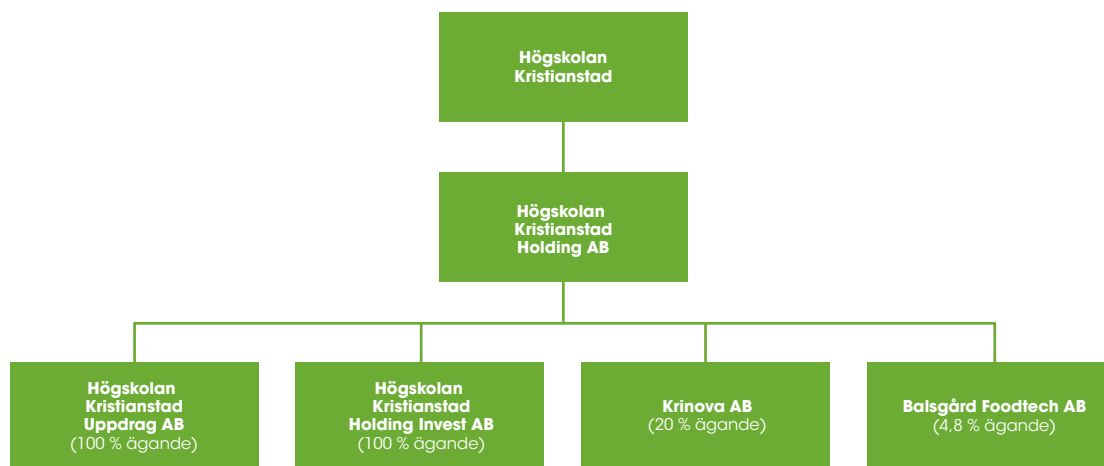 Högskolan
Kristianstad
Högskolan
Kristianstad
Holding AB
Högskolan
Kristianstad
Uppdrag AB
(100 % ägande)
Högskolan
Kristianstad
Holding Invest AB
(100 % ägande)
Krinova AB
(20 % ägande)
Balsgård Foodtech AB
(4,8 % ägande)